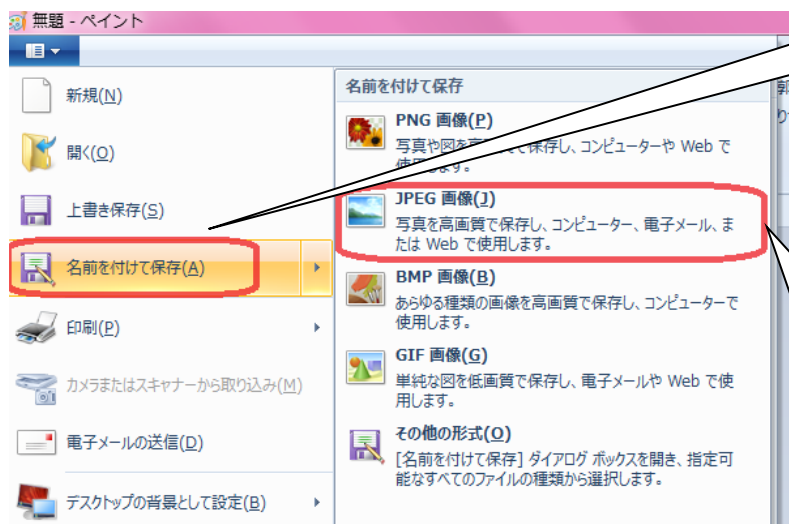 無題 - ペイント
新規(N)
開く(O)
上書き保存(S)
名前を付けて保存(A)
印刷(P)
カメラまたはスキャナーから取り込み(M)
電子メールの送信(D)
デスクトップの背景として設定(B)
名前を付けて保存
PNG 画像(P)
写真や図を で保存し、コンピューターや Web で
使用します。
JPEG 画像(J)
写真を高画質で保存し、コンピューター、電子メール、ま
たは Web で使用します。
BMP 画像(B)
あらゆる種類の画像を高画質で保存し、コンピューターで
使用します。
GIF 画像(G)
単純な図を低画質で保存し、電子メールや Web で使
用します。
その他の形式(O)
[名前を付けて保存] ダイアログ ボックスを開き、指定可
能なすべてのファイルの種類から選択します。